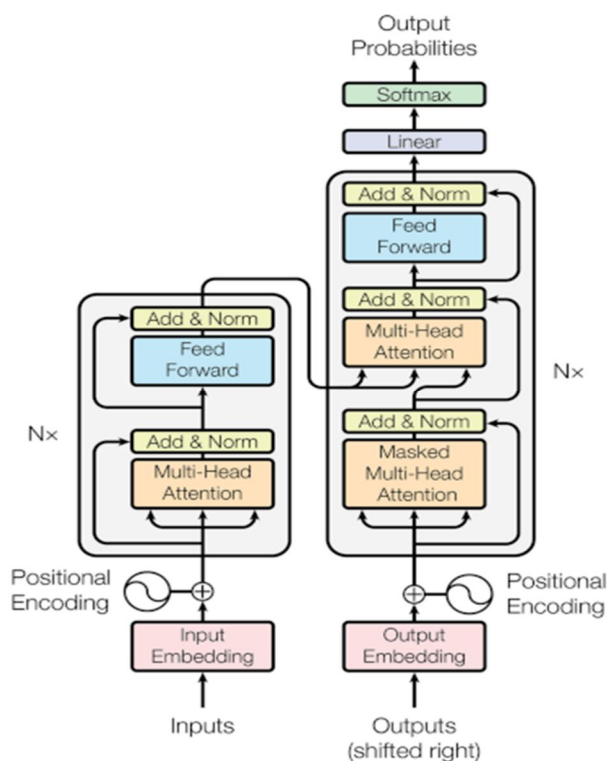 Output
Probabilities
Softmax
Linear
Add & Norm
Feed
Forward
Add & Norm
Multi-Head
Attention
Add & Norm
Masked
Multi-Head
Attention
N×
Add & Norm
Feed
Forward
Add & Norm
Multi-Head
Attention
N×
Positional
Encoding
Positional
Encoding
Input
Embedding
Output
Embedding
Inputs
Outputs
(shifted right)